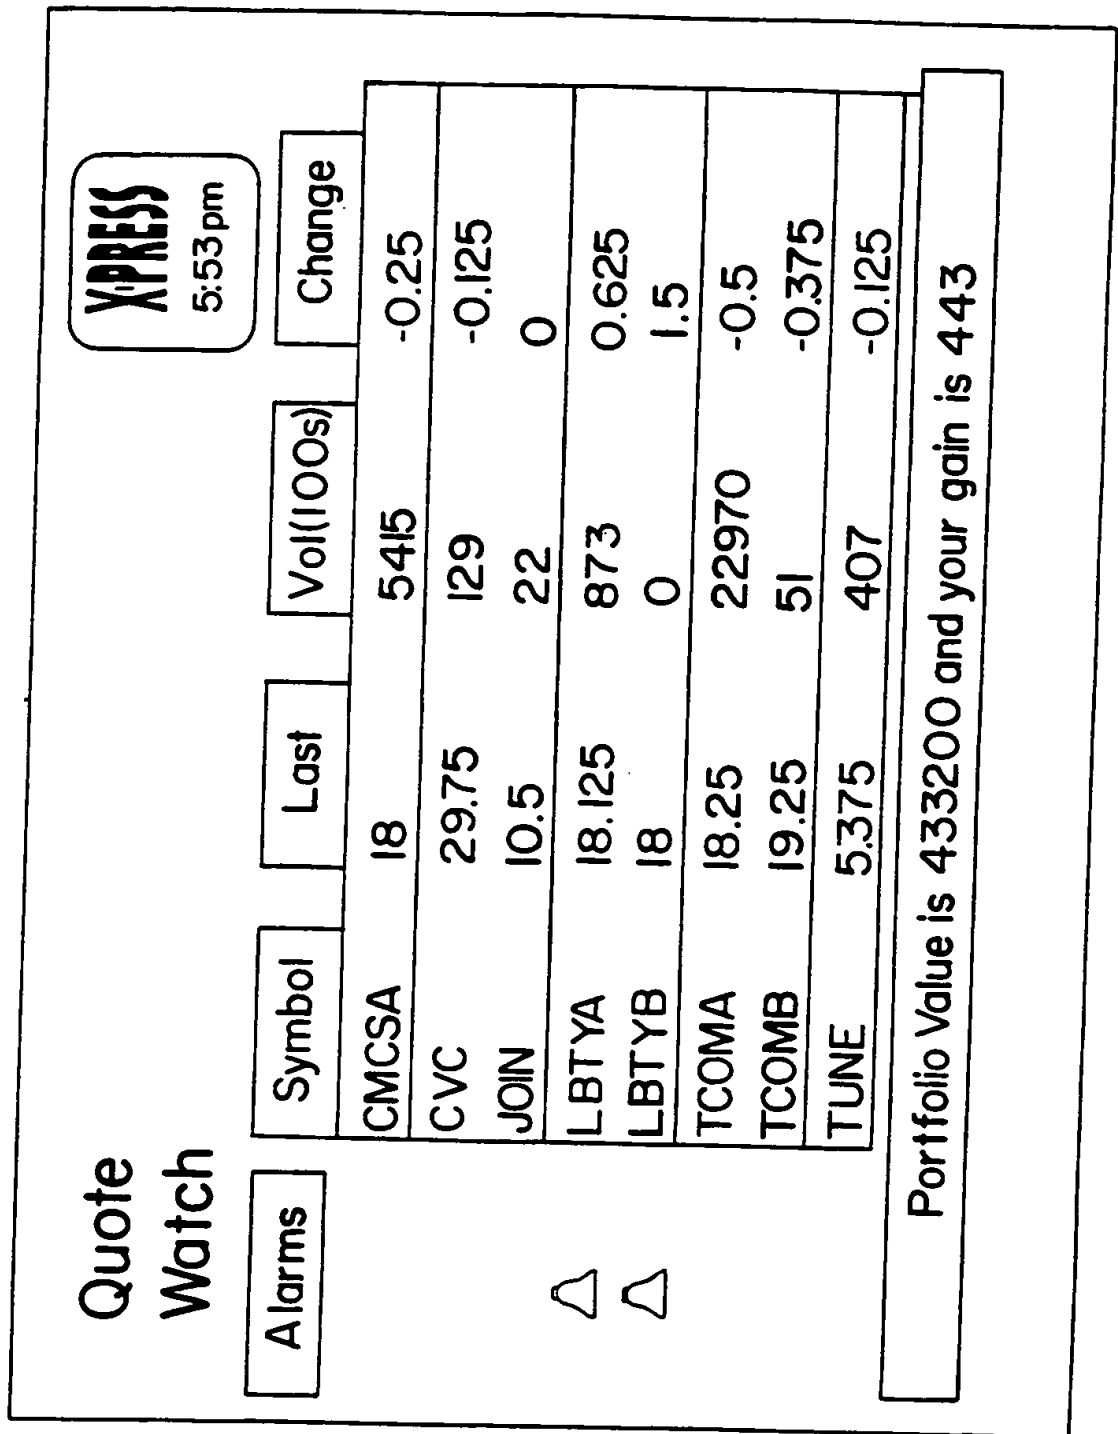 Quote
Watch
X·PRESS
5:53pm
Alarms Symbol Last Vol(100s) Change
CMCSA 18 5415 -0.25
CVC 29.75 129 -0.125
JOIN 10.5 22 0
LBTYA 18.125 873 0.625
LBTYB 18 0 1.5
TCOMA 18.25 22970 -0.5
TCOMB 19.25 51 -0.375
TUNE 5.375 407 -0.125
Portfolio Value is 433200 and your gain is 443